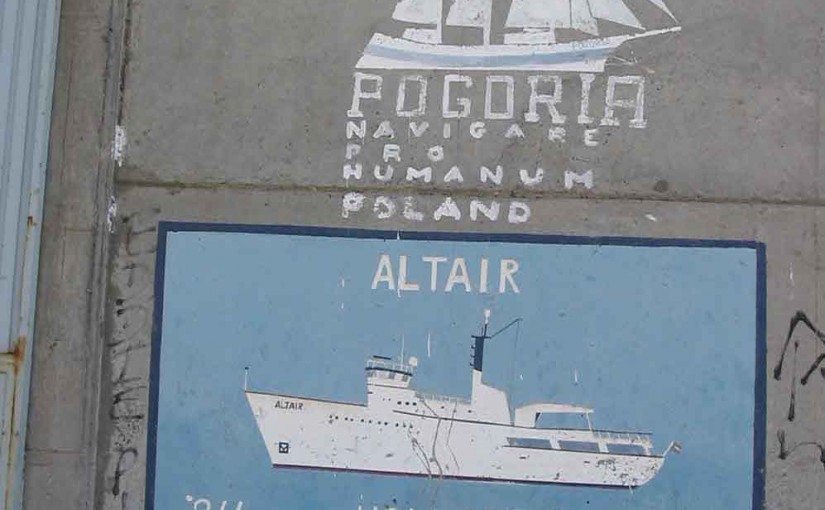 POGORIA
NAVIGARE
PRO
HUMANUM
POLAND
ALTAIR
ALTAIR